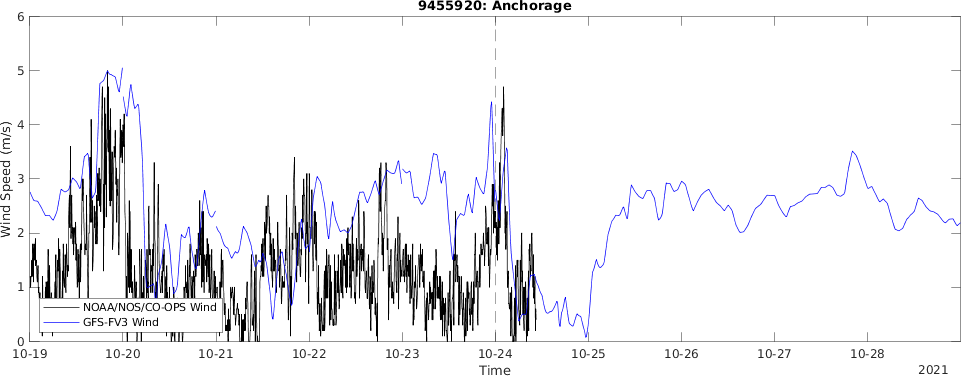 9455920: Anchorage
6
5
4
3
2
1
0
Wind Speed (m/s)
NOAA/NOS/CO-OPS Wind
GFS-FV3 Wind
10-19 10-20 10-21 10-22 10-23 10-24 10-25 10-26 10-27 10-28
Time
2021